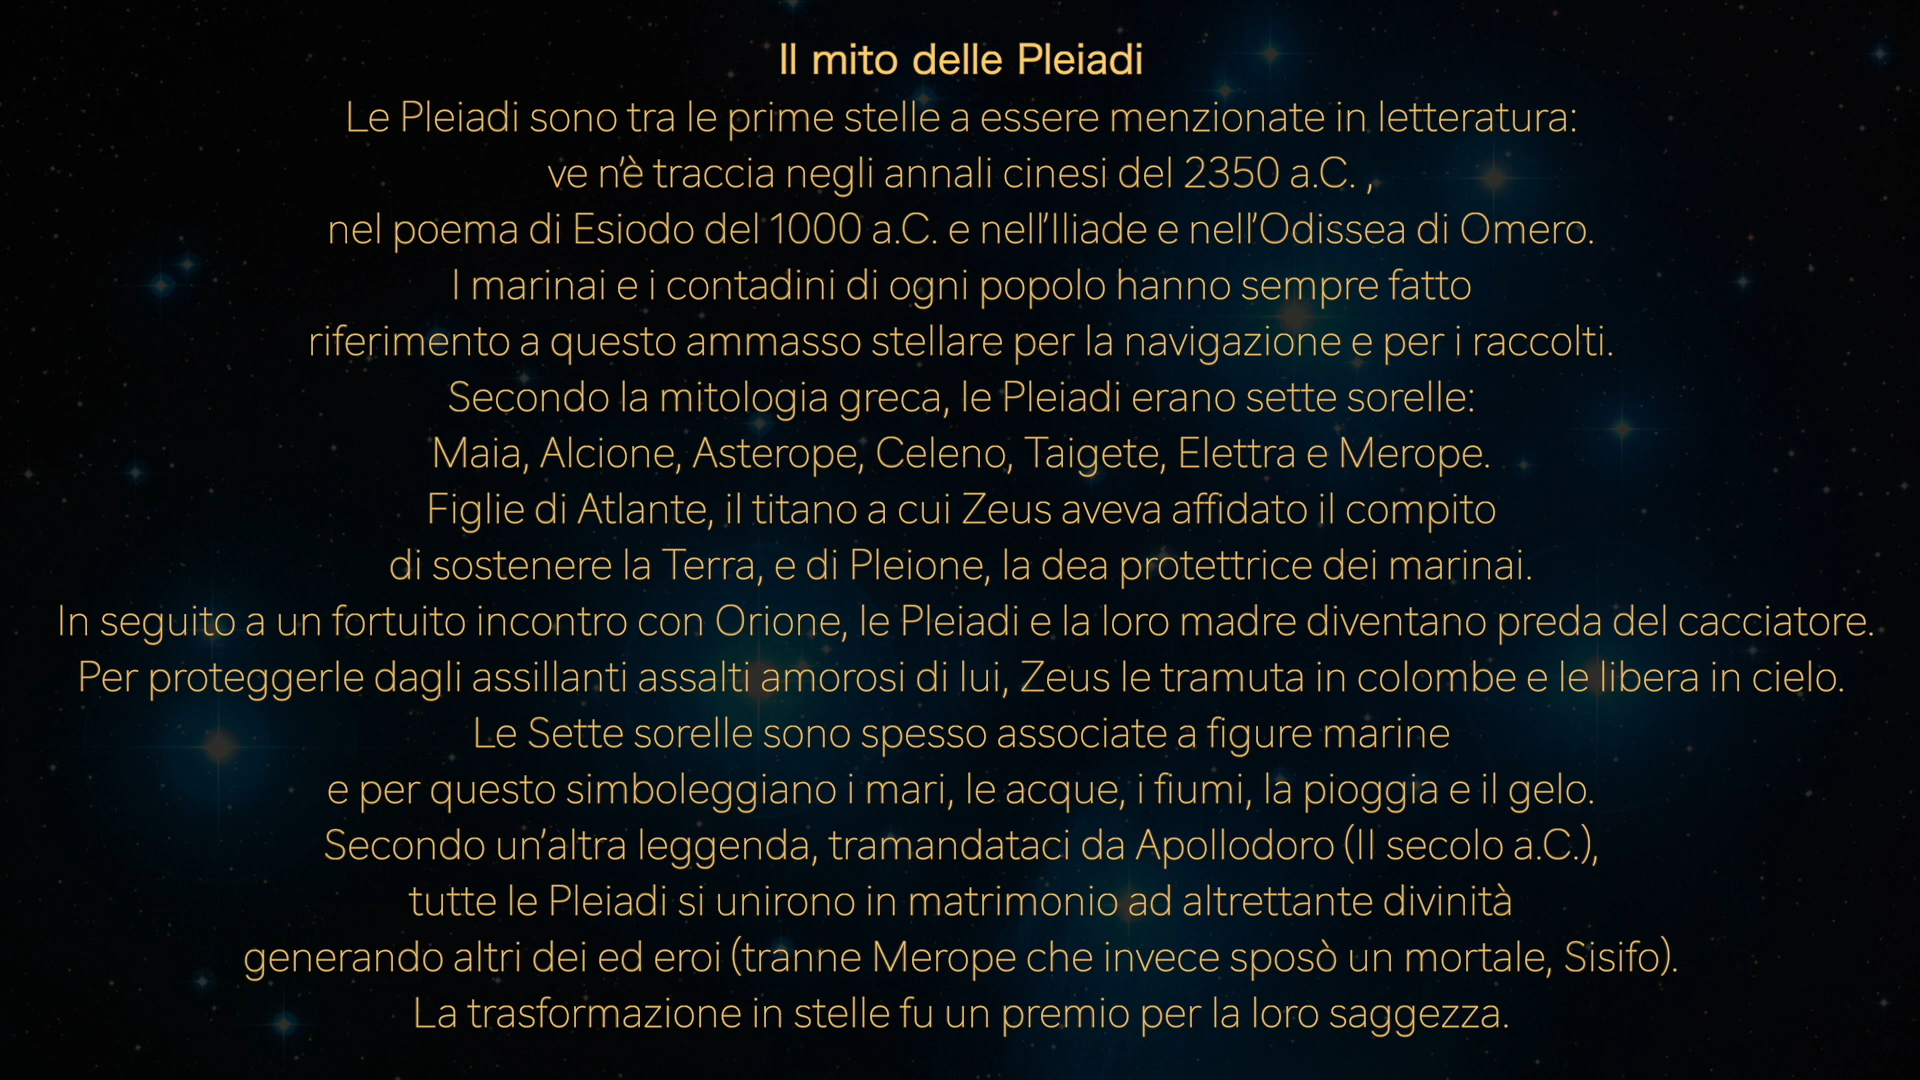 Il mito delle Pleiadi
Le Pleiadi sono tra le prime stelle a essere menzionate in letteratura:
ve n’è traccia negli annali cinesi del 2350 a.C. ,
nel poema di Esiodo del 1000 a.C. e nell’Iliade e nell’Odissea di Omero.
I marinai e i contadini di ogni popolo hanno sempre fatto
riferimento a questo ammasso stellare per la navigazione e per i raccolti.
Secondo la mitologia greca, le Pleiadi erano sette sorelle:
Maia, Alcione, Asterope, Celeno, Taigete, Elettra e Merope.
Figlie di Atlante, il titano a cui Zeus aveva affidato il compito
di sostenere la Terra, e di Pleione, la dea protettrice dei marinai.
In seguito a un fortuito incontro con Orione, le Pleiadi e la loro madre diventano preda del cacciatore.
Per proteggerle dagli assillanti assalti amorosi di lui, Zeus le tramuta in colombe e le libera in cielo.
Le Sette sorelle sono spesso associate a figure marine
e per questo simboleggiano i mari, le acque, i fiumi, la pioggia e il gelo.
Secondo un’altra leggenda, tramandataci da Apollodoro (II secolo a.C.),
tutte le Pleiadi si unirono in matrimonio ad altrettante divinità
generando altri dei ed eroi (tranne Merope che invece sposò un mortale, Sisifo).
La trasformazione in stelle fu un premio per la loro saggezza.